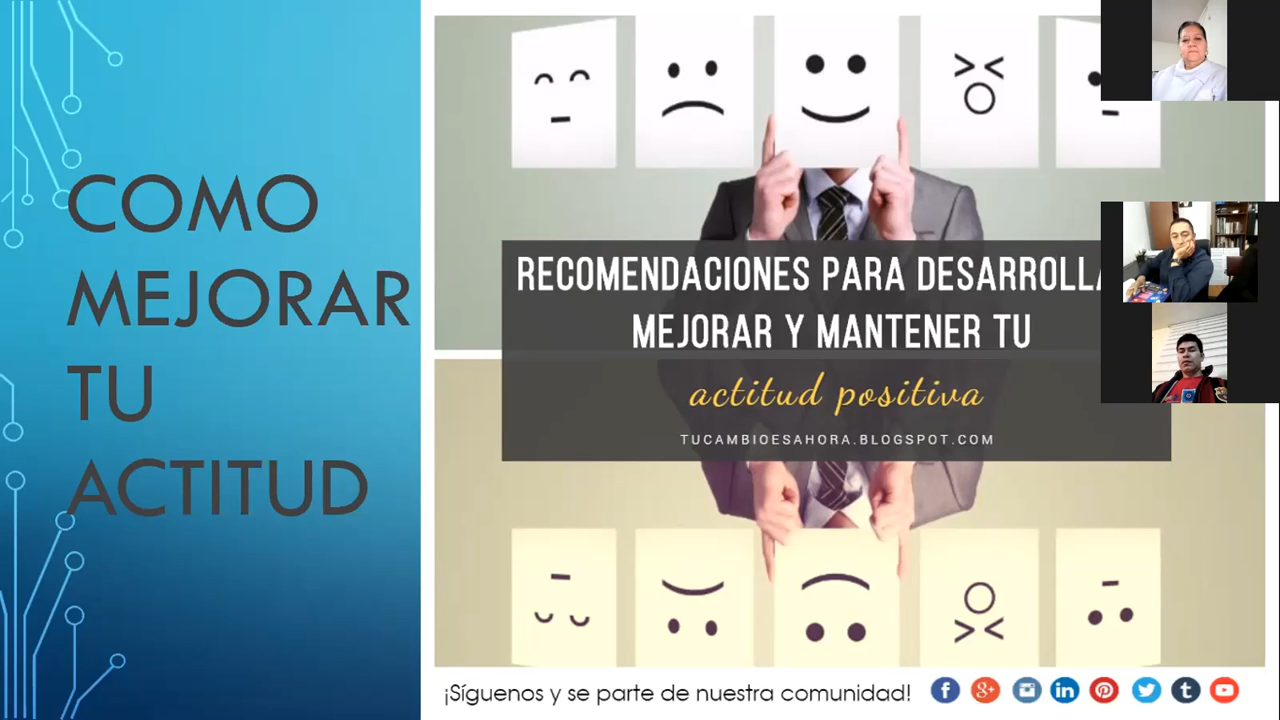 COMO
MEJORAR
TU
ACTITUD
RECOMENDACIONES PARA DESARROLLA
MEJORAR Y MANTENER TU
actitud positiva
TUCAMBIOESAHORA.BLOGSPOT.COM
¡Síguenos y se parte de nuestra comunidad!